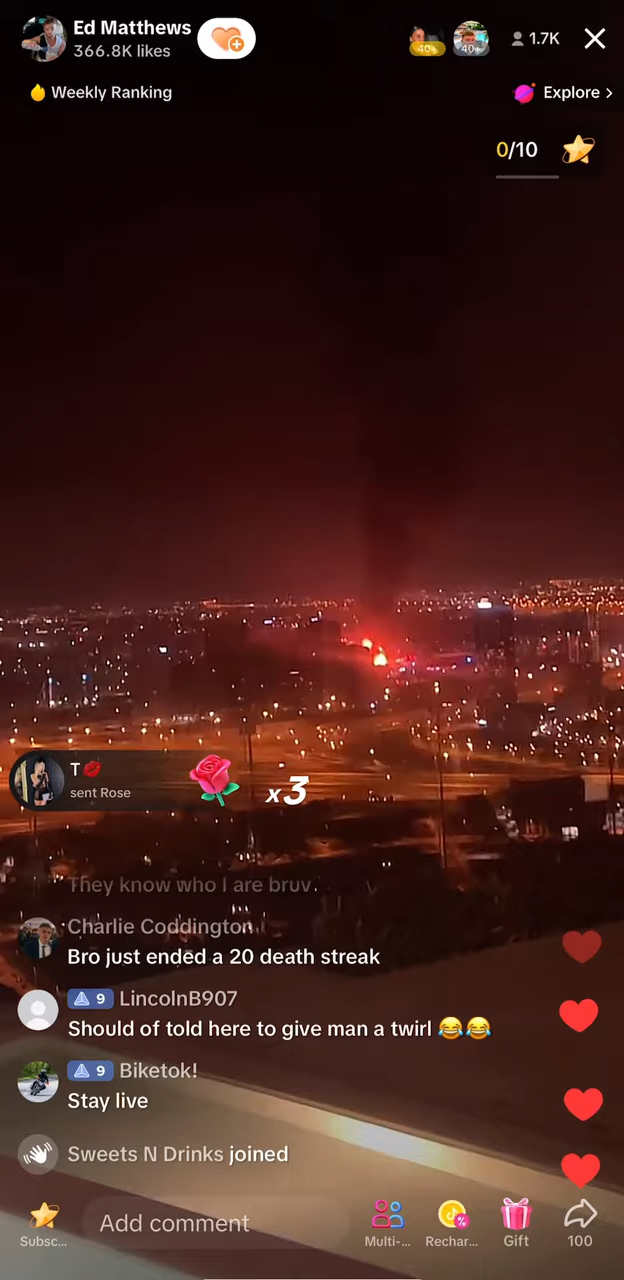 Ed Matthews
366.8K likes
40+
40+
1.7K
Weekly Ranking
Explore >
0/10
T
sent Rose
x3
They know who I are bruv.
Charlie Coddington
Bro just ended a 20 death streak
9 LincolnB907
Should of told here to give man a twirl 😂😂
9 Biketok!
Stay live
Sweets N Drinks joined
Add comment
Subsc...
Multi-...
Rechar...
Gift
100